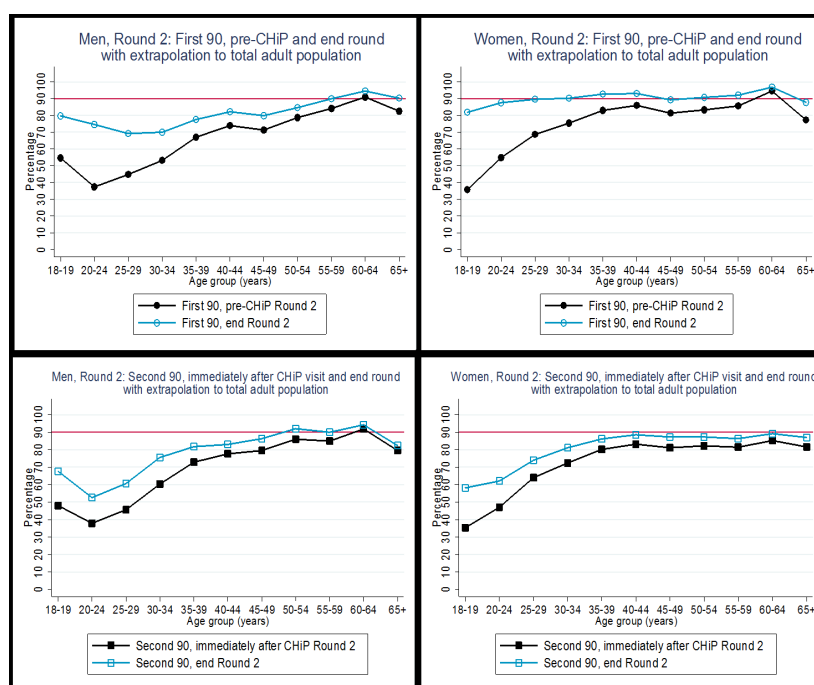 Men, Round 2: First 90, pre-CHiP and end round
with extrapolation to total adult population
Percentage
100
90
80
70
60
50
40
30
20
10
0
18-19 20-24 25-29 30-34 35-39 40-44 45-49 50-54 55-59 60-64 65+
Age group (years)
First 90, pre-CHiP Round 2
First 90, end Round 2
Women, Round 2: First 90, pre-CHiP and end round
with extrapolation to total adult population
Percentage
100
90
80
70
60
50
40
30
20
10
0
18-19 20-24 25-29 30-34 35-39 40-44 45-49 50-54 55-59 60-64 65+
Age group (years)
First 90, pre-CHiP Round 2
First 90, end Round 2
Men, Round 2: Second 90, immediately after CHiP visit and end round
with extrapolation to total adult population
Percentage
100
90
80
70
60
50
40
30
20
10
0
18-19 20-24 25-29 30-34 35-39 40-44 45-49 50-54 55-59 60-64 65+
Age group (years)
Second 90, immediately after CHiP Round 2
Second 90, end Round 2
Women, Round 2: Second 90, immediately after CHiP visit and end round
with extrapolation to total adult population
Percentage
100
90
80
70
60
50
40
30
20
10
0
18-19 20-24 25-29 30-34 35-39 40-44 45-49 50-54 55-59 60-64 65+
Age group (years)
Second 90, immediately after CHiP Round 2
Second 90, end Round 2